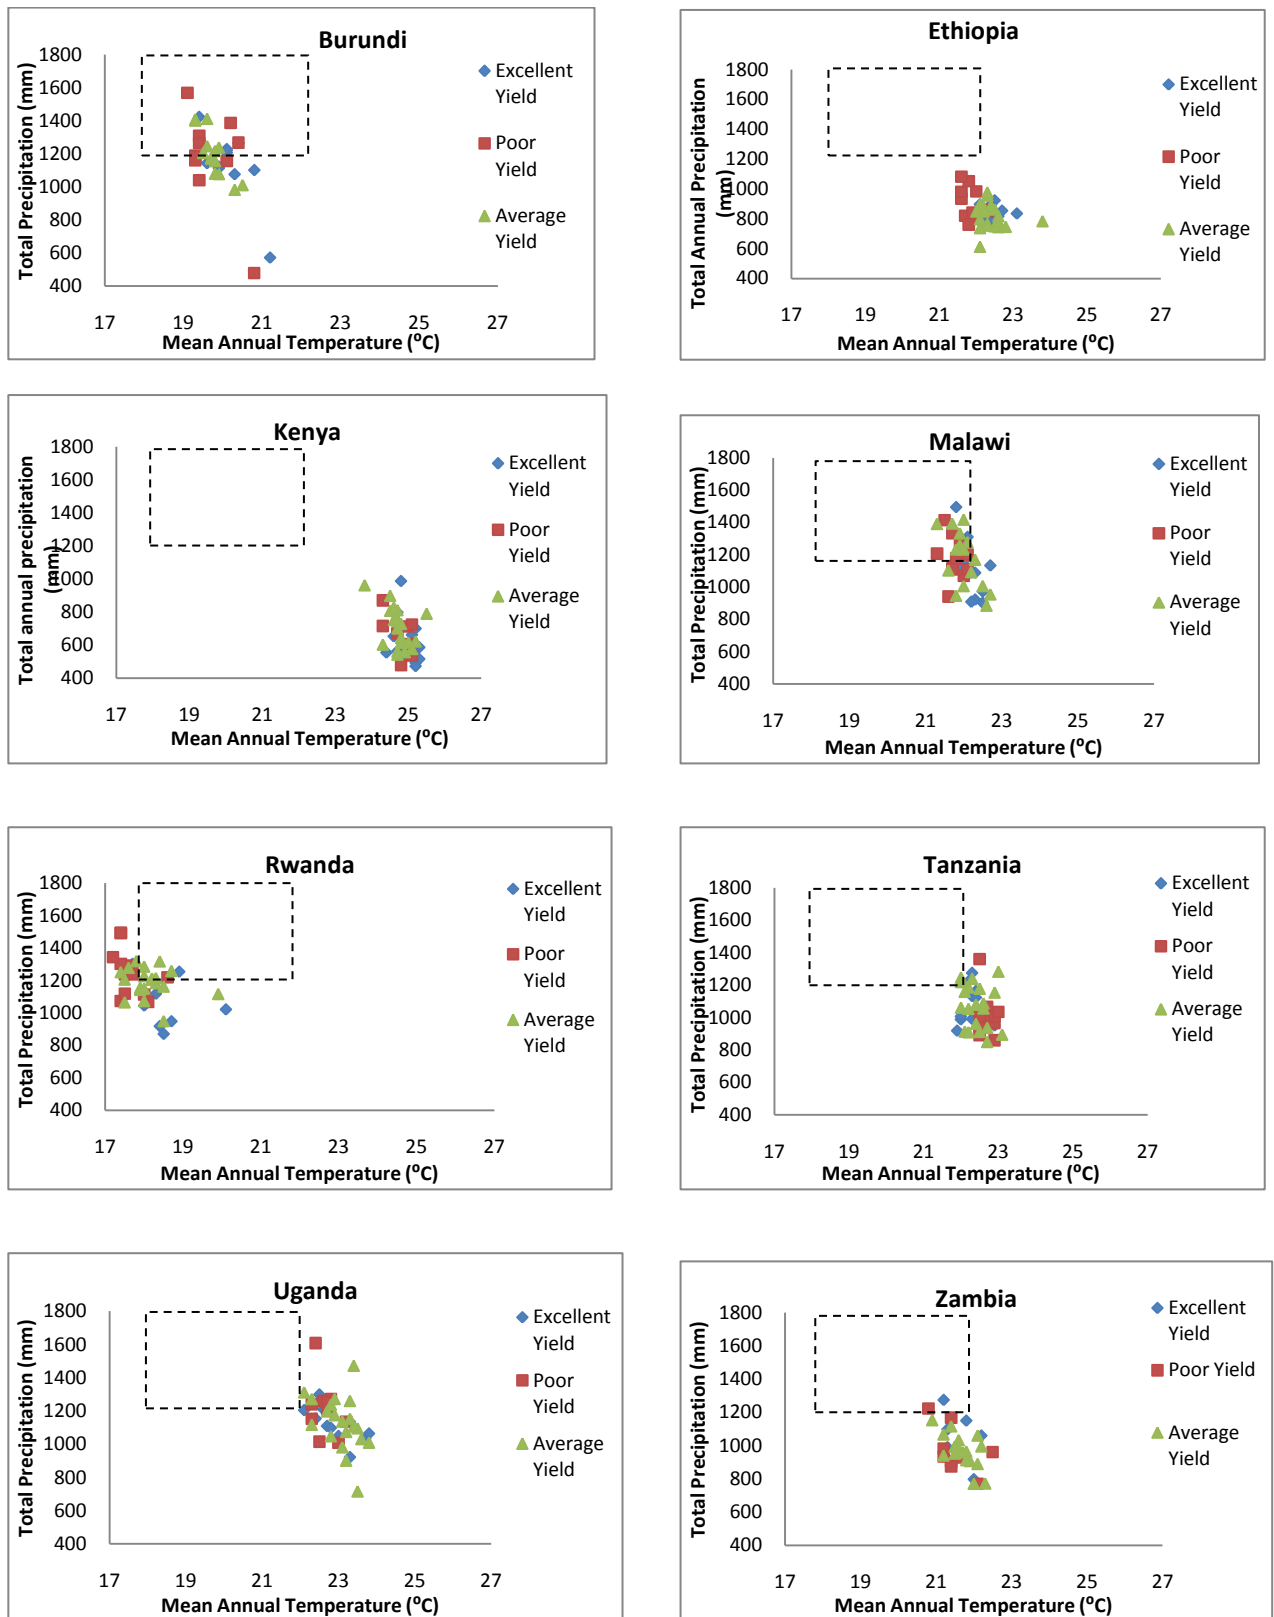 Burundi
Total Precipitation (mm)
1800
1600
1400
1200
1000
800
600
400
17 19 21 23 25 27
Mean Annual Temperature (⁰C)
Excellent
Yield
Poor
Yield
Average
Yield
Ethiopia
Total Annual Precipitation
(mm)
1800
1600
1400
1200
1000
800
600
400
17 19 21 23 25 27
Mean Annual Temperature (⁰C)
Excellent
Yield
Poor
Yield
Average
Yield
Kenya
Total annual precipitation
(mm)
1800
1600
1400
1200
1000
800
600
400
17 19 21 23 25 27
Mean Annual Temperature (⁰C)
Excellent
Yield
Poor
Yield
Average
Yield
Malawi
Total Precipitation (mm)
1800
1600
1400
1200
1000
800
600
400
17 19 21 23 25 27
Mean Annual Temperature (⁰C)
Excellent
Yield
Poor
Yield
Average
Yield
Rwanda
Total Precipitation (mm)
1800
1600
1400
1200
1000
800
600
400
17 19 21 23 25 27
Mean Annual Temperature (⁰C)
Excellent
Yield
Poor
Yield
Average
Yield
Tanzania
Total Precipitation (mm)
1800
1600
1400
1200
1000
800
600
400
17 19 21 23 25 27
Mean Annual Temperature (⁰C)
Excellent
Yield
Poor
Yield
Average
Yield
Uganda
Total Precipitation (mm)
1800
1600
1400
1200
1000
800
600
400
17 19 21 23 25 27
Mean Annual Temperature (⁰C)
Excellent
Yield
Poor
Yield
Average
Yield
Zambia
Total Precipitation (mm)
1800
1600
1400
1200
1000
800
600
400
17 19 21 23 25 27
Mean Annual Temperature (⁰C)
Excellent
Yield
Poor Yield
Average
Yield